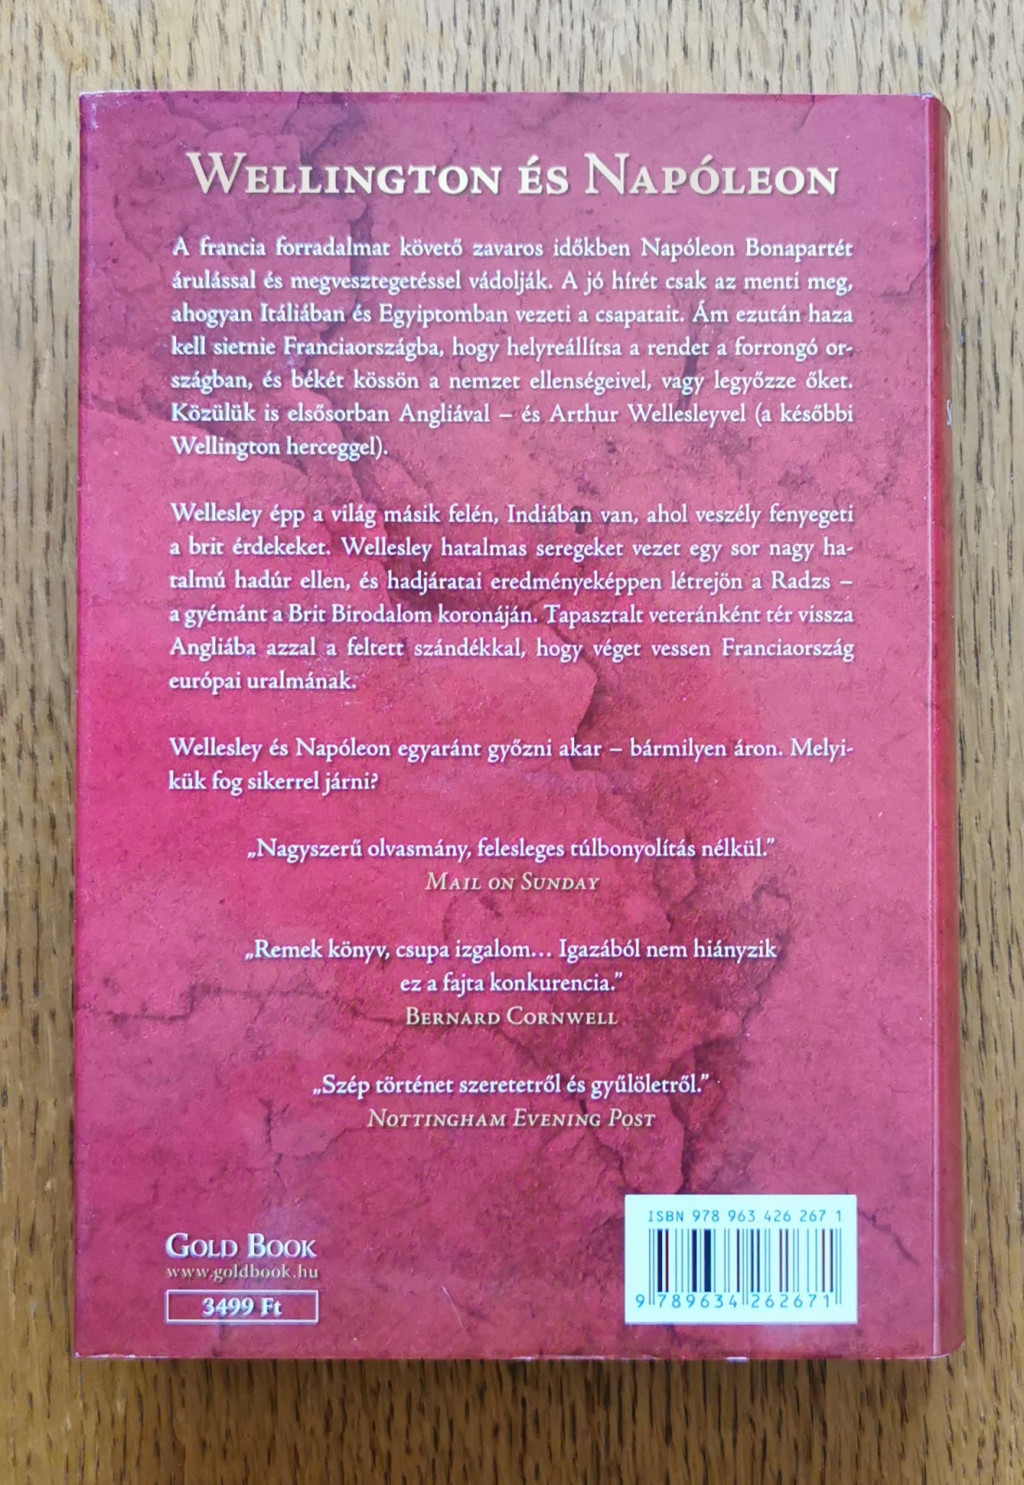 WELLINGTON ÉS NAPÓLEON
A francia forradalmat követő zavaros időkben Napóleon Bonapartét
árulással és megvesztegetéssel vádolják. A jó hírét csak az menti meg,
ahogyan Itáliában és Egyiptomban vezeti a csapatait. Ám ezután haza
kell sietnie Franciaországba, hogy helyreállítsa a rendet a forrongó or-
szágban, és békét kössön a nemzet ellenségeivel, vagy legyőzze őket.
Közülük is elsősorban Angliával – és Arthur Wellesleyvel (a későbbi
Wellington herceggel).
Wellesley épp a világ másik felén, Indiában van, ahol veszély fenyegeti
a brit érdekeket. Wellesley hatalmas seregeket vezet egy sor nagy ha-
talmú hadúr ellen, és hadjáratai eredményeképpen létrejön a Radzs –
a gyémánt a Brit Birodalom koronáján. Tapasztalt veteránként tér vissza
Angliába azzal a feltett szándékkal, hogy véget vessen Franciaország
európai uralmának.
Wellesley és Napóleon egyaránt győzni akar – bármilyen áron. Melyi-
kük fog sikerrel járni?
„Nagyszerű olvasmány, felesleges túlbonyolítás nélkül.”
MAIL ON SUNDAY
„Remek könyv, csupa izgalom... Igazából nem hiányzik
ez a fajta konkurencia.”
BERNARD CORNWELL
„Szép történet szeretetről és gyűlöletről.”
NOTTINGHAM EVENING POST
GOLD BOOK
www.goldbook.hu
3499 Ft
ISBN 978 963 426 267 1
9 789634 262671